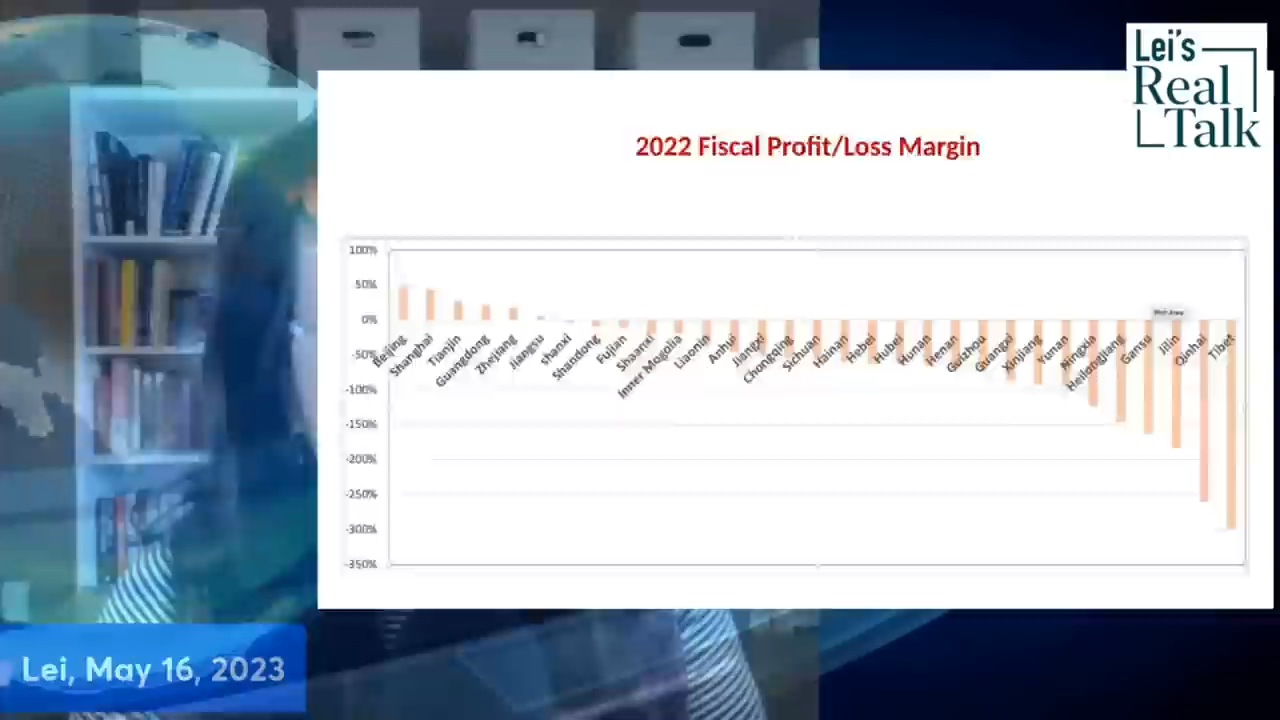 Lei's
Real
Talk
2022 Fiscal Profit/Loss Margin
100%
50%
0%
-50%
-100%
-150%
-200%
-250%
-300%
-350%
Beijing
Shanghai
Tianjin
Guangdong
Zhejiang
Jiangsu
Shanxi
Shandong
Fujian
Shaanxi
Inner Mogolia
Liaonin
Anhui
Jiangxi
Chongqing
Sichuan
Hainan
Hebei
Hubei
Hunan
Henan
Guizhou
Guangxi
Xinjiang
Yunan
Ningxia
Heilongjiang
Gansu
Jilin
Qinhai
Tibet
Lei, May 16, 2023